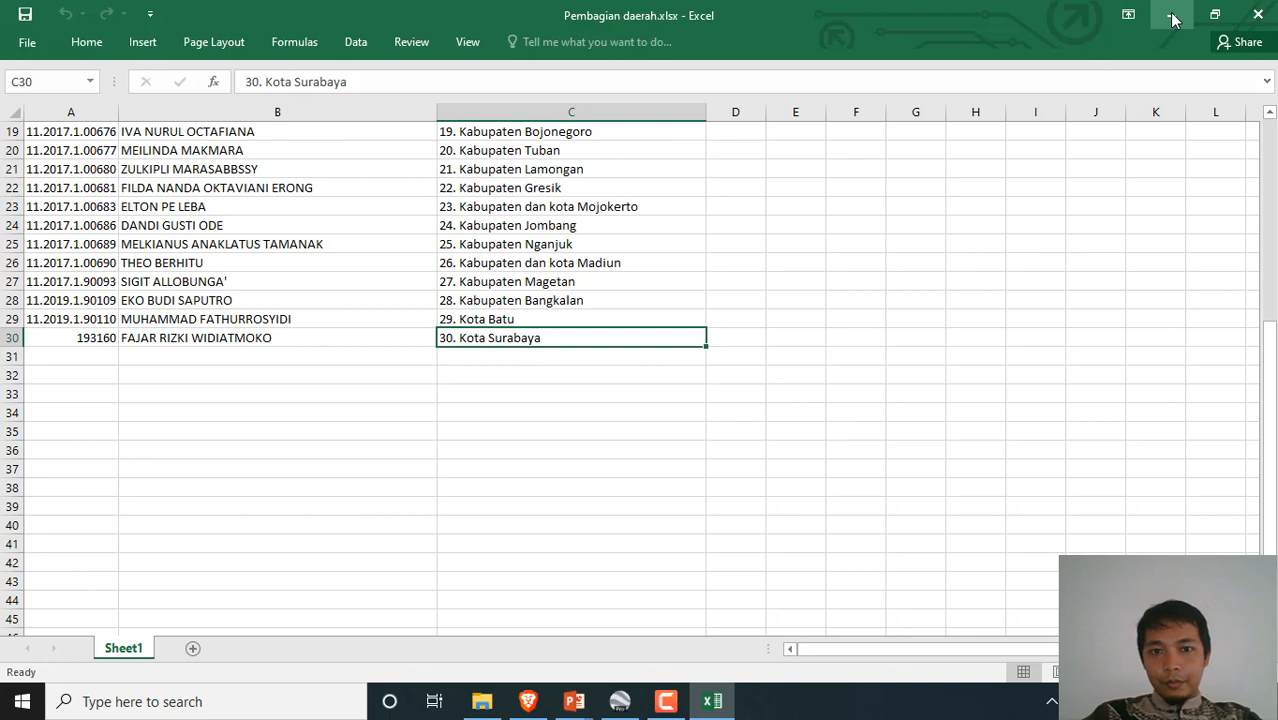 Pembagian daerah.xlsx - Excel
File Home Insert Page Layout Formulas Data Review View Tell me what you want to do... Share
C30 fx 30. Kota Surabaya
A B C D E F G H I J K L
19 11.2017.1.00676 IVA NURUL OCTAFIANA 19. Kabupaten Bojonegoro
20 11.2017.1.00677 MEILINDA MAKMARA 20. Kabupaten Tuban
21 11.2017.1.00680 ZULKIPLI MARASABBSSY 21. Kabupaten Lamongan
22 11.2017.1.00681 FILDA NANDA OKTAVIANI ERONG 22. Kabupaten Gresik
23 11.2017.1.00683 ELTON PE LEBA 23. Kabupaten dan kota Mojokerto
24 11.2017.1.00686 DANDI GUSTI ODE 24. Kabupaten Jombang
25 11.2017.1.00689 MELKIANUS ANAKLATUS TAMANAK 25. Kabupaten Nganjuk
26 11.2017.1.00690 THEO BERHITU 26. Kabupaten dan kota Madiun
27 11.2017.1.90093 SIGIT ALLOBUNGA' 27. Kabupaten Magetan
28 11.2019.1.90109 EKO BUDI SAPUTRO 28. Kabupaten Bangkalan
29 11.2019.1.90110 MUHAMMAD FATHURROSYIDI 29. Kota Batu
30 193160 FAJAR RIZKI WIDIATMOKO 30. Kota Surabaya
31
32
33
34
35
36
37
38
39
40
41
42
43
44
45
Sheet1
Ready
Type here to search